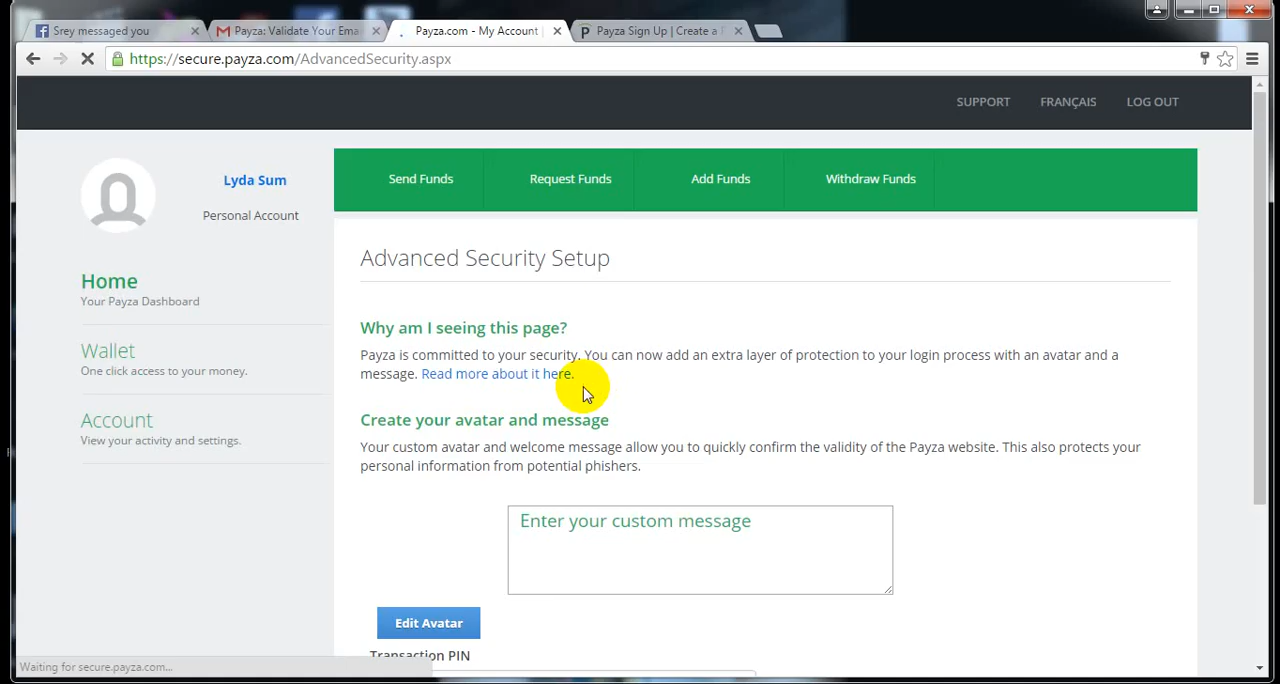 Srey messaged you
Payza: Validate Your Ema
Payza.com - My Account
Payza Sign Up | Create a P
https://secure.payza.com/AdvancedSecurity.aspx
SUPPORT FRANÇAIS LOG OUT
Lyda Sum
Personal Account
Send Funds Request Funds Add Funds Withdraw Funds
Home
Your Payza Dashboard
Wallet
One click access to your money.
Account
View your activity and settings.
Advanced Security Setup
Why am I seeing this page?
Payza is committed to your security. You can now add an extra layer of protection to your login process with an avatar and a
message. Read more about it here.
Create your avatar and message
Your custom avatar and welcome message allow you to quickly confirm the validity of the Payza website. This also protects your
personal information from potential phishers.
Enter your custom message
Edit Avatar
Transaction PIN
Waiting for secure.payza.com...